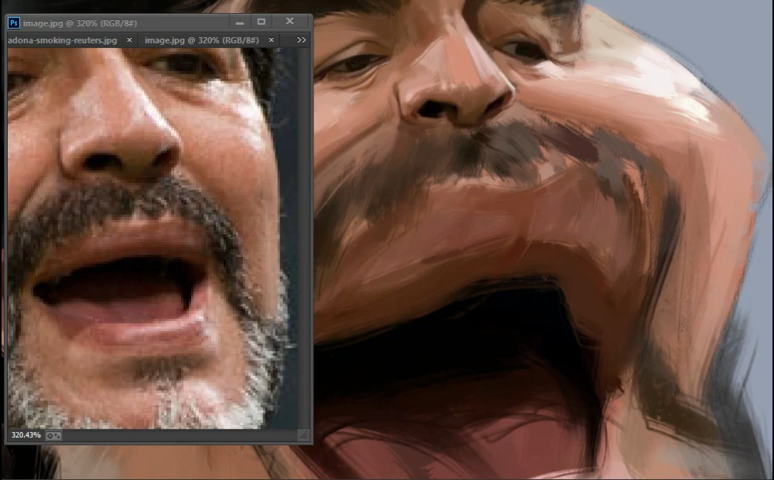 Ps image.jpg @ 320% (RGB/8#)
adona-smoking-reuters.jpg × image.jpg @ 320% (RGB/8#) × >>
320.43%